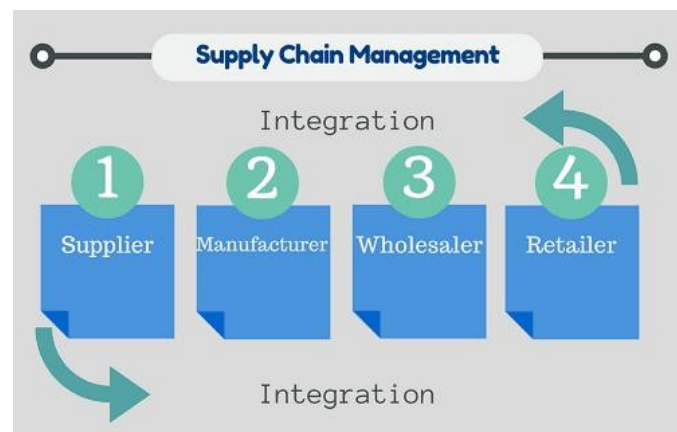 Supply Chain Management
Integration
1 2 3 4
Supplier Manufacturer Wholesaler Retailer
Integration